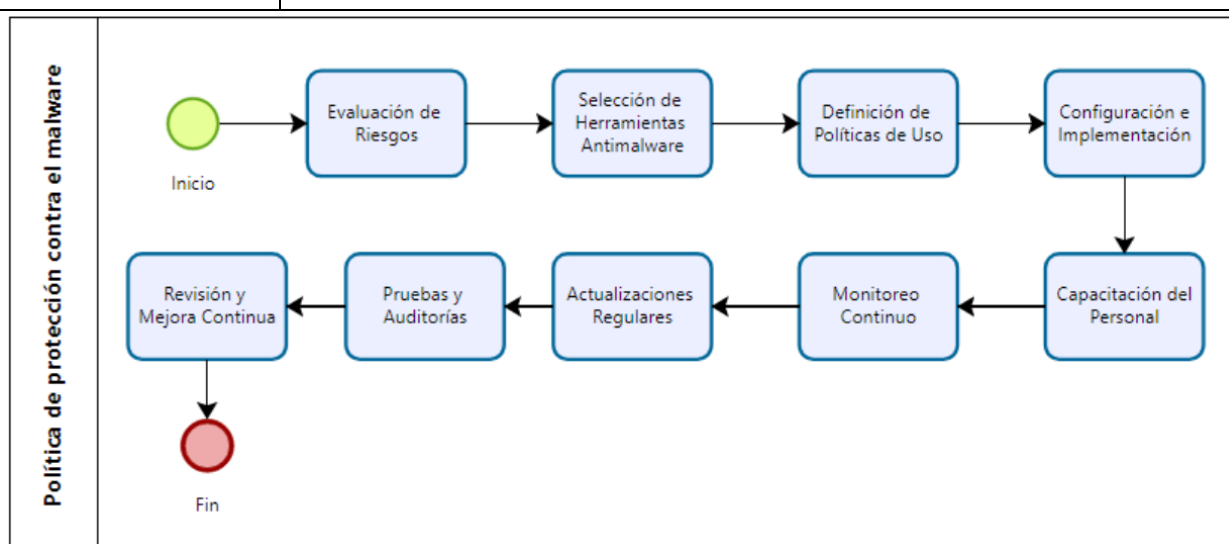 Política de protección contra el malware
Inicio
Evaluación de
Riesgos
Selección de
Herramientas
Antimalware
Definición de
Políticas de Uso
Configuración e
Implementación
Capacitación del
Personal
Monitoreo
Continuo
Actualizaciones
Regulares
Pruebas y
Auditorías
Revisión y
Mejora Continua
Fin